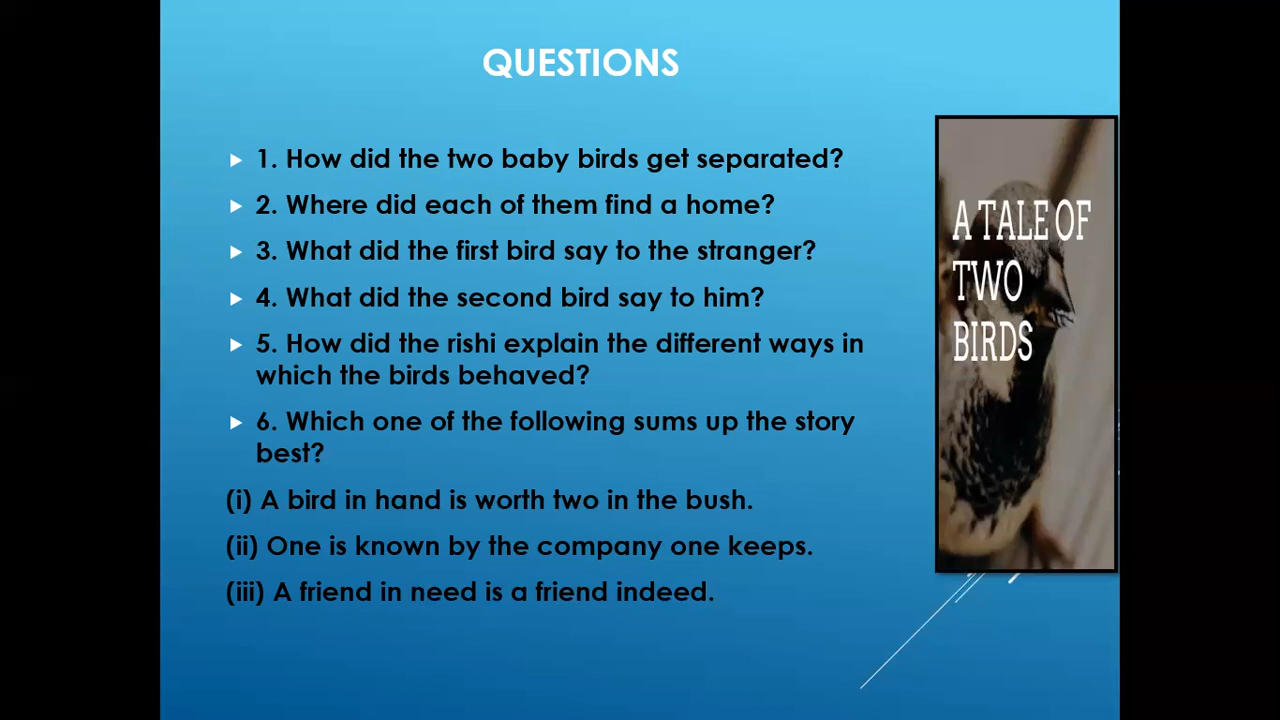 QUESTIONS
1. How did the two baby birds get separated?
2. Where did each of them find a home?
3. What did the first bird say to the stranger?
4. What did the second bird say to him?
5. How did the rishi explain the different ways in
which the birds behaved?
6. Which one of the following sums up the story
best?
(i) A bird in hand is worth two in the bush.
(ii) One is known by the company one keeps.
(iii) A friend in need is a friend indeed.
A TALE OF
TWO
BIRDS